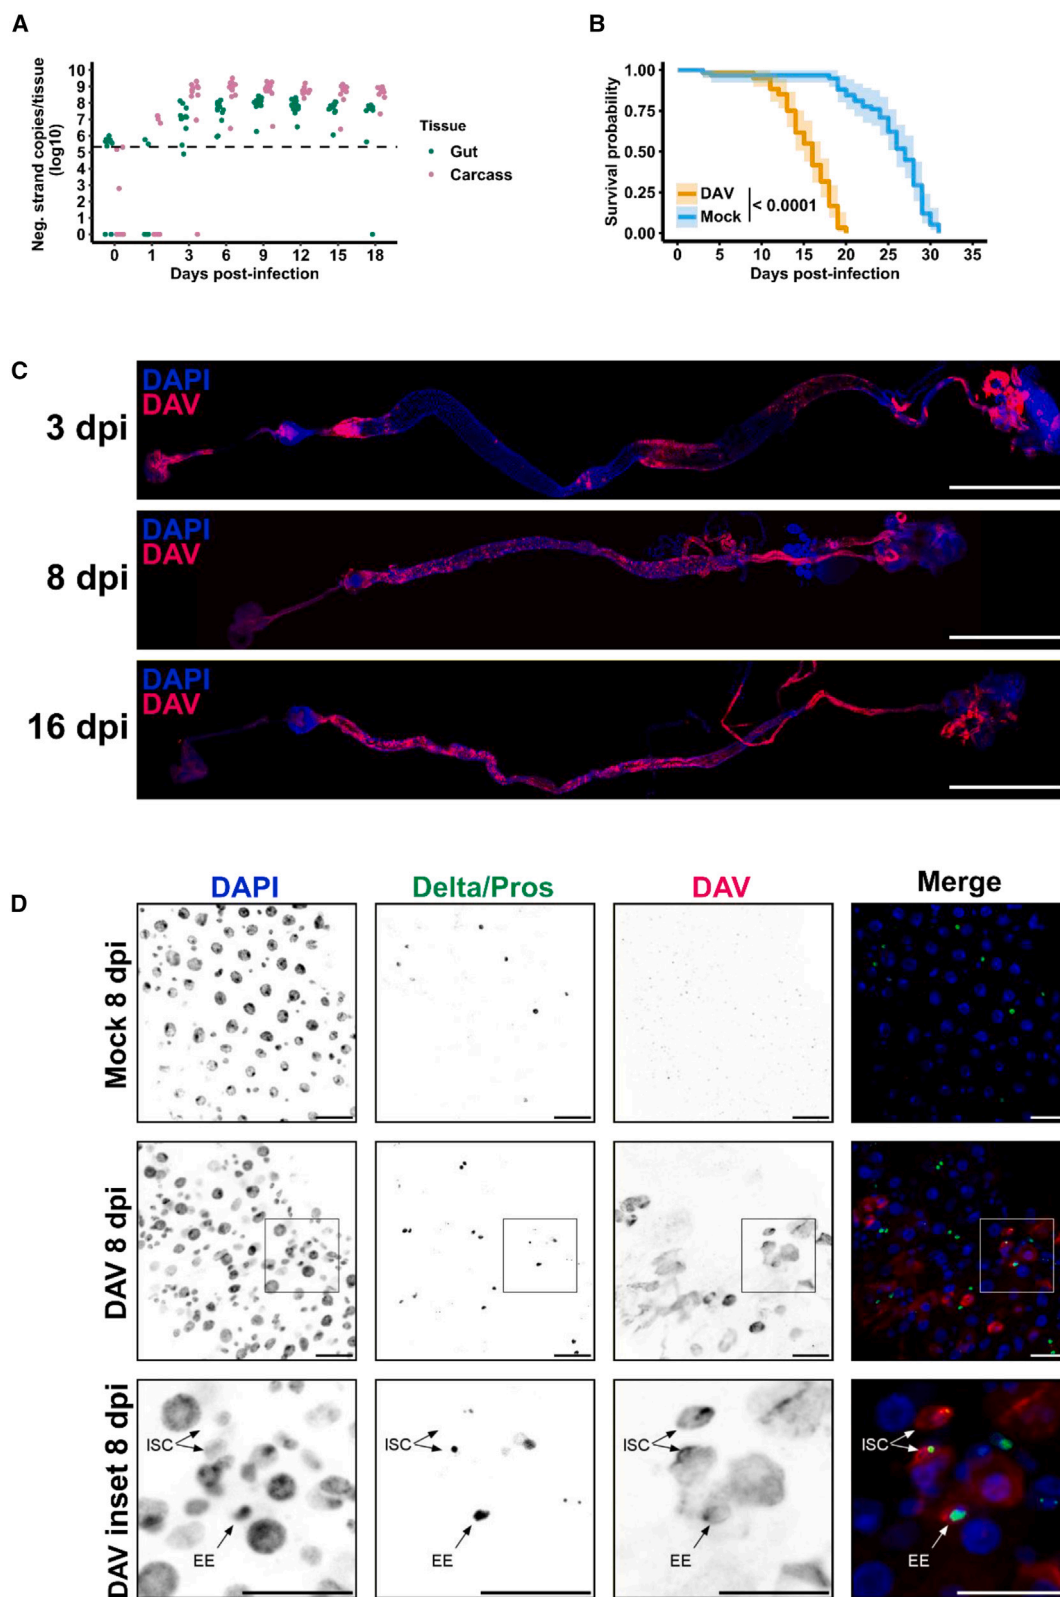 A
Neg. strand copies/tissue
(log10)
10
9
8
7
6
5
4
3
2
1
0
0 1 3 6 9 12 15 18
Days post-infection
Tissue
Gut
Carcass
B
Survival probability
1.00
0.75
0.50
0.25
0.00
DAV
Mock
< 0.0001
0 5 10 15 20 25 30 35
Days post-infection
C
3 dpi
DAPI
DAV
8 dpi
DAPI
DAV
16 dpi
DAPI
DAV
D
DAPI Delta/Pros DAV Merge
Mock 8 dpi
DAV 8 dpi
DAV inset 8 dpi
ISC ISC ISC ISC
EE EE EE EE